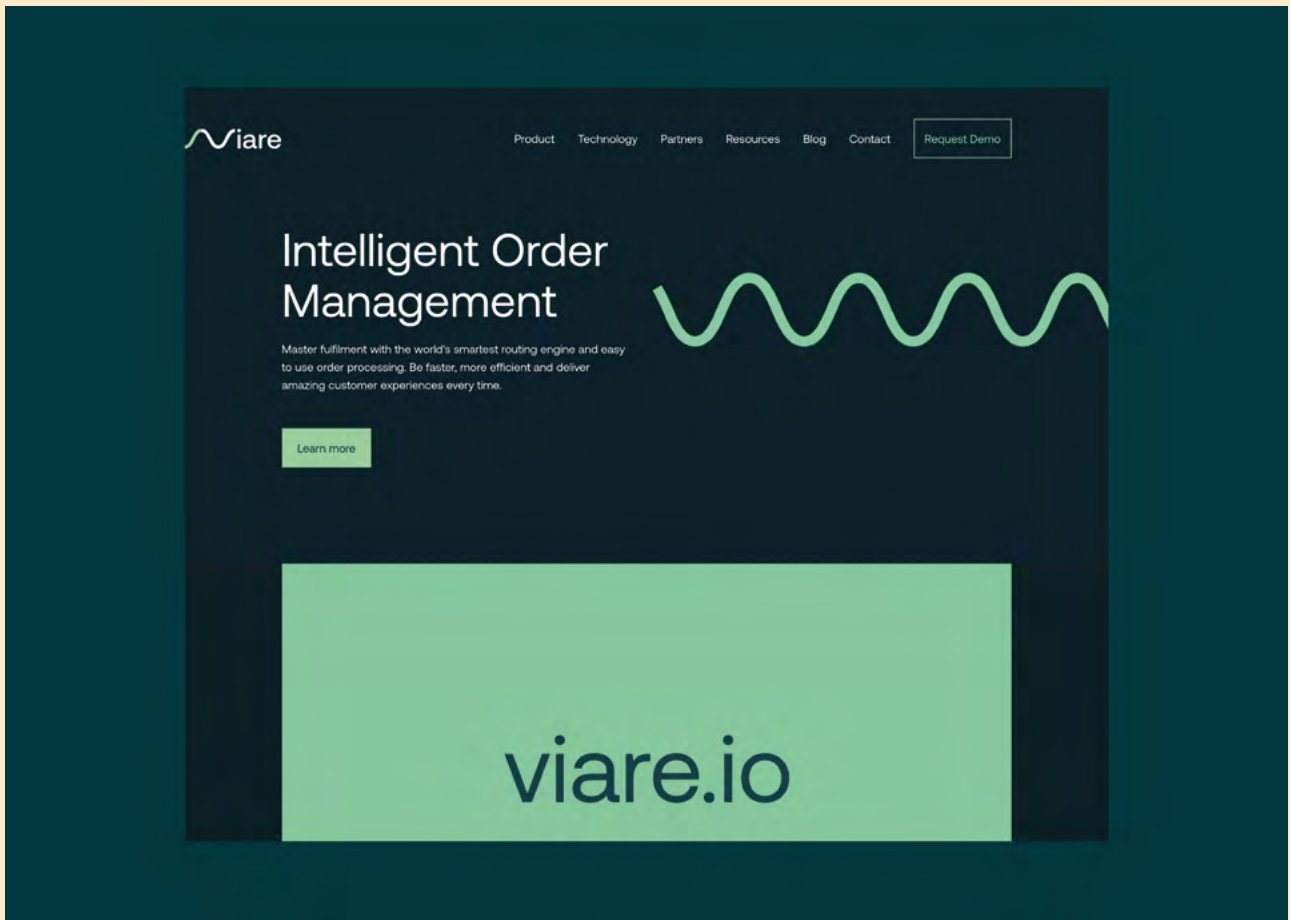 Viare
Product Technology Partners Resources Blog Contact Request Demo
Intelligent Order
Management
Master fulfilment with the world's smartest routing engine and easy
to use order processing. Be faster, more efficient and deliver
amazing customer experiences every time.
Learn more
viare.io